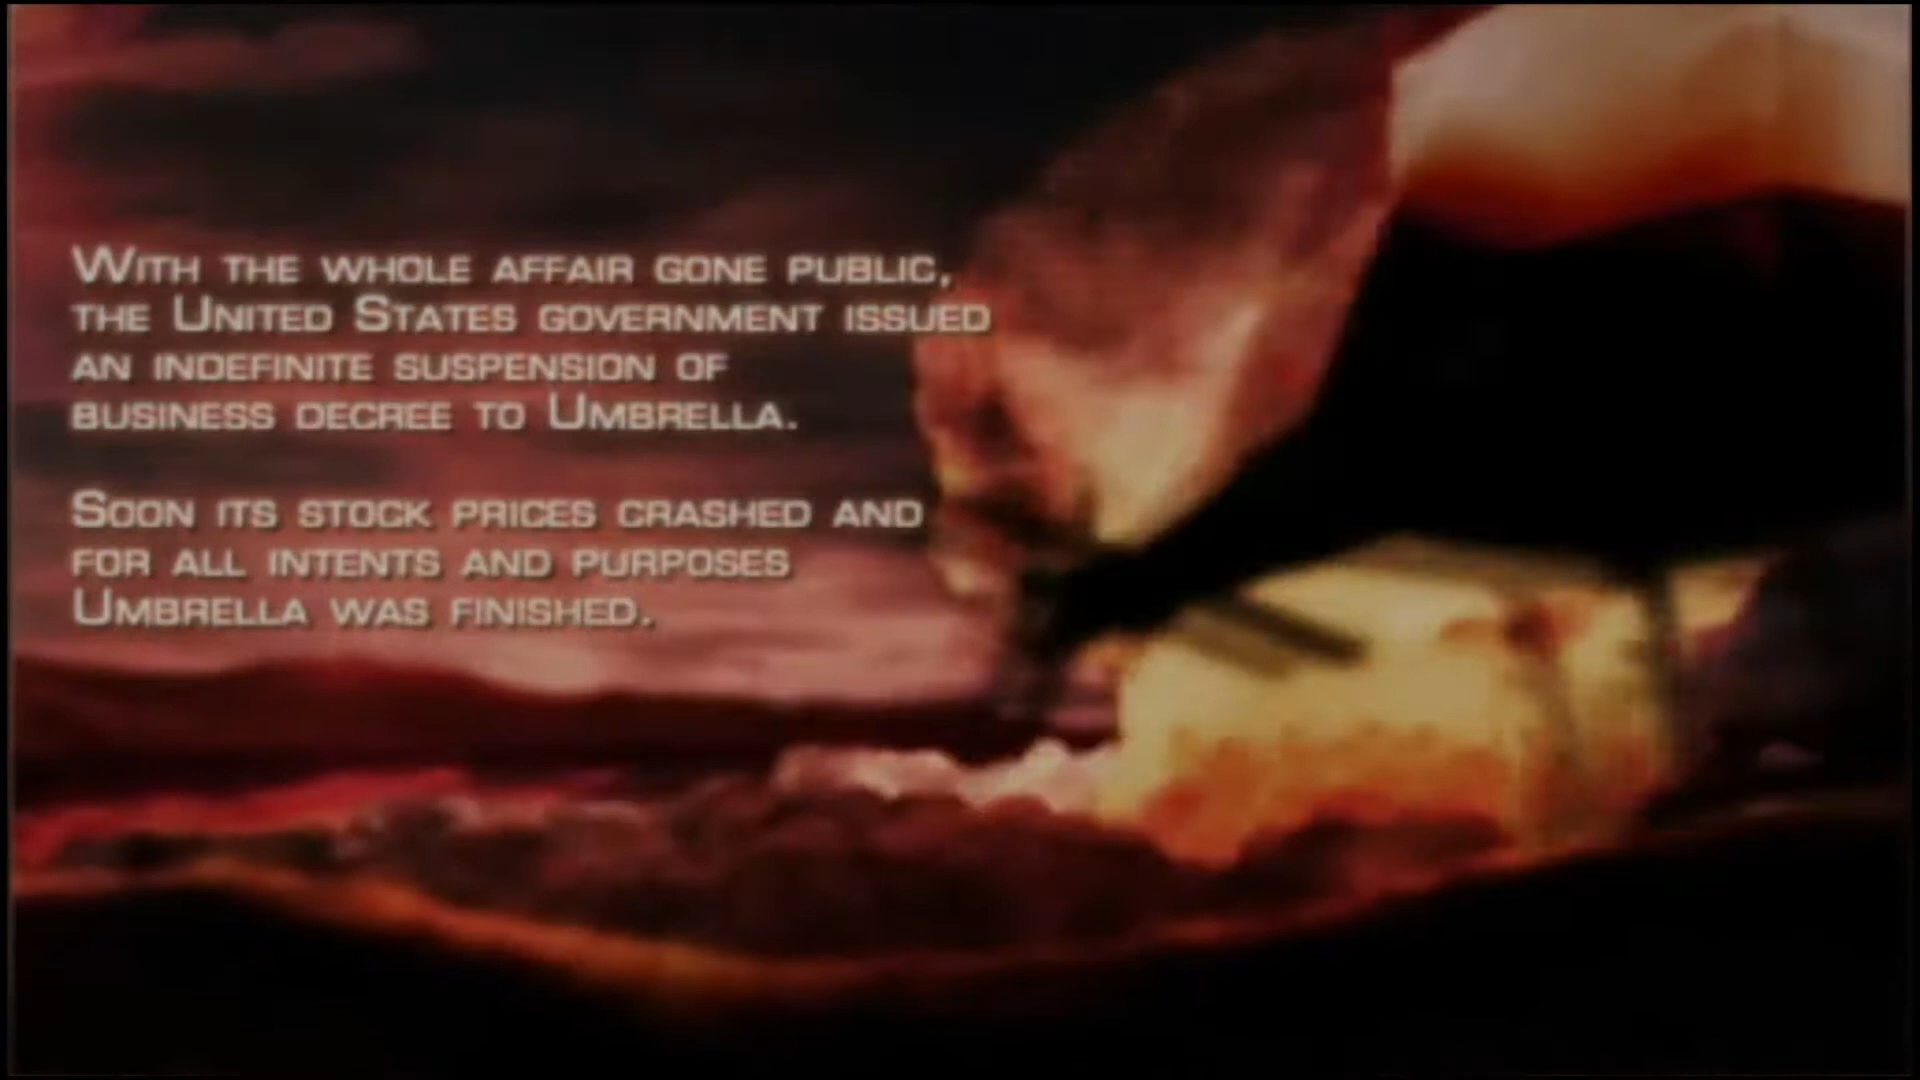 With the whole affair gone public,
the United States government issued
an indefinite suspension of
business decree to Umbrella.
Soon its stock prices crashed and
for all intents and purposes
Umbrella was finished.